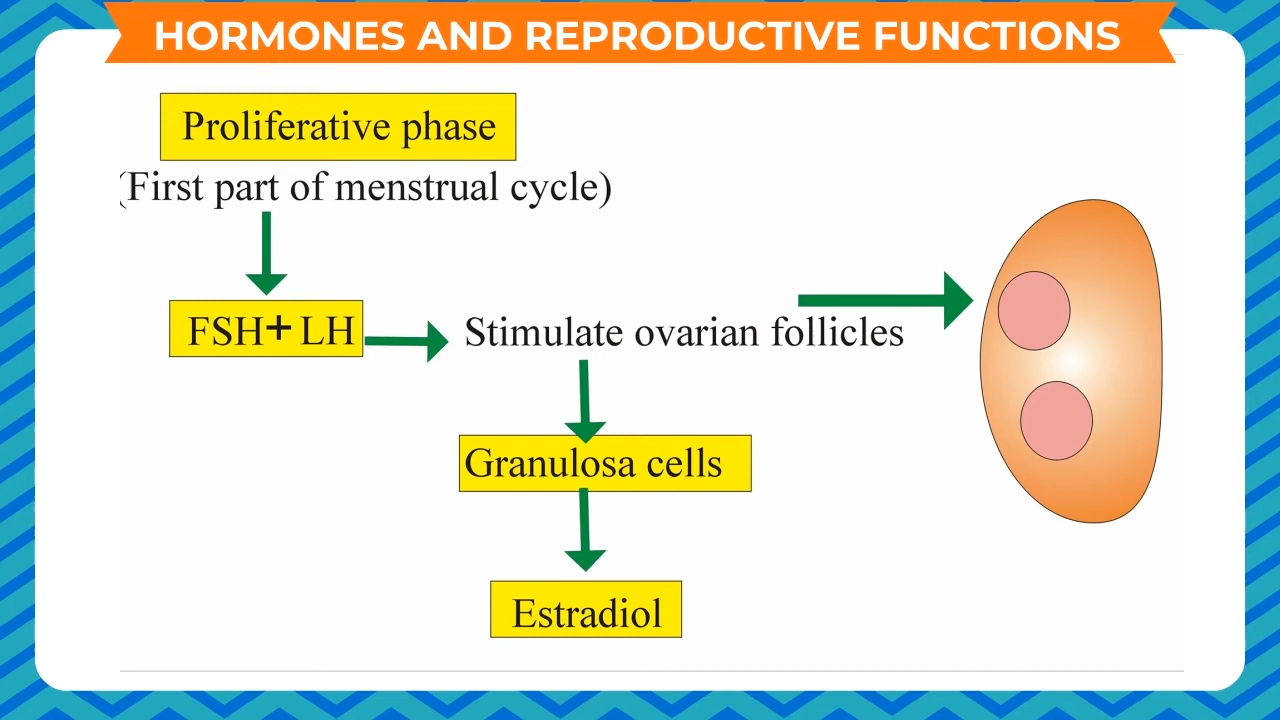 HORMONES AND REPRODUCTIVE FUNCTIONS
Proliferative phase
(First part of menstrual cycle)
FSH+ LH
Stimulate ovarian follicles
Granulosa cells
Estradiol